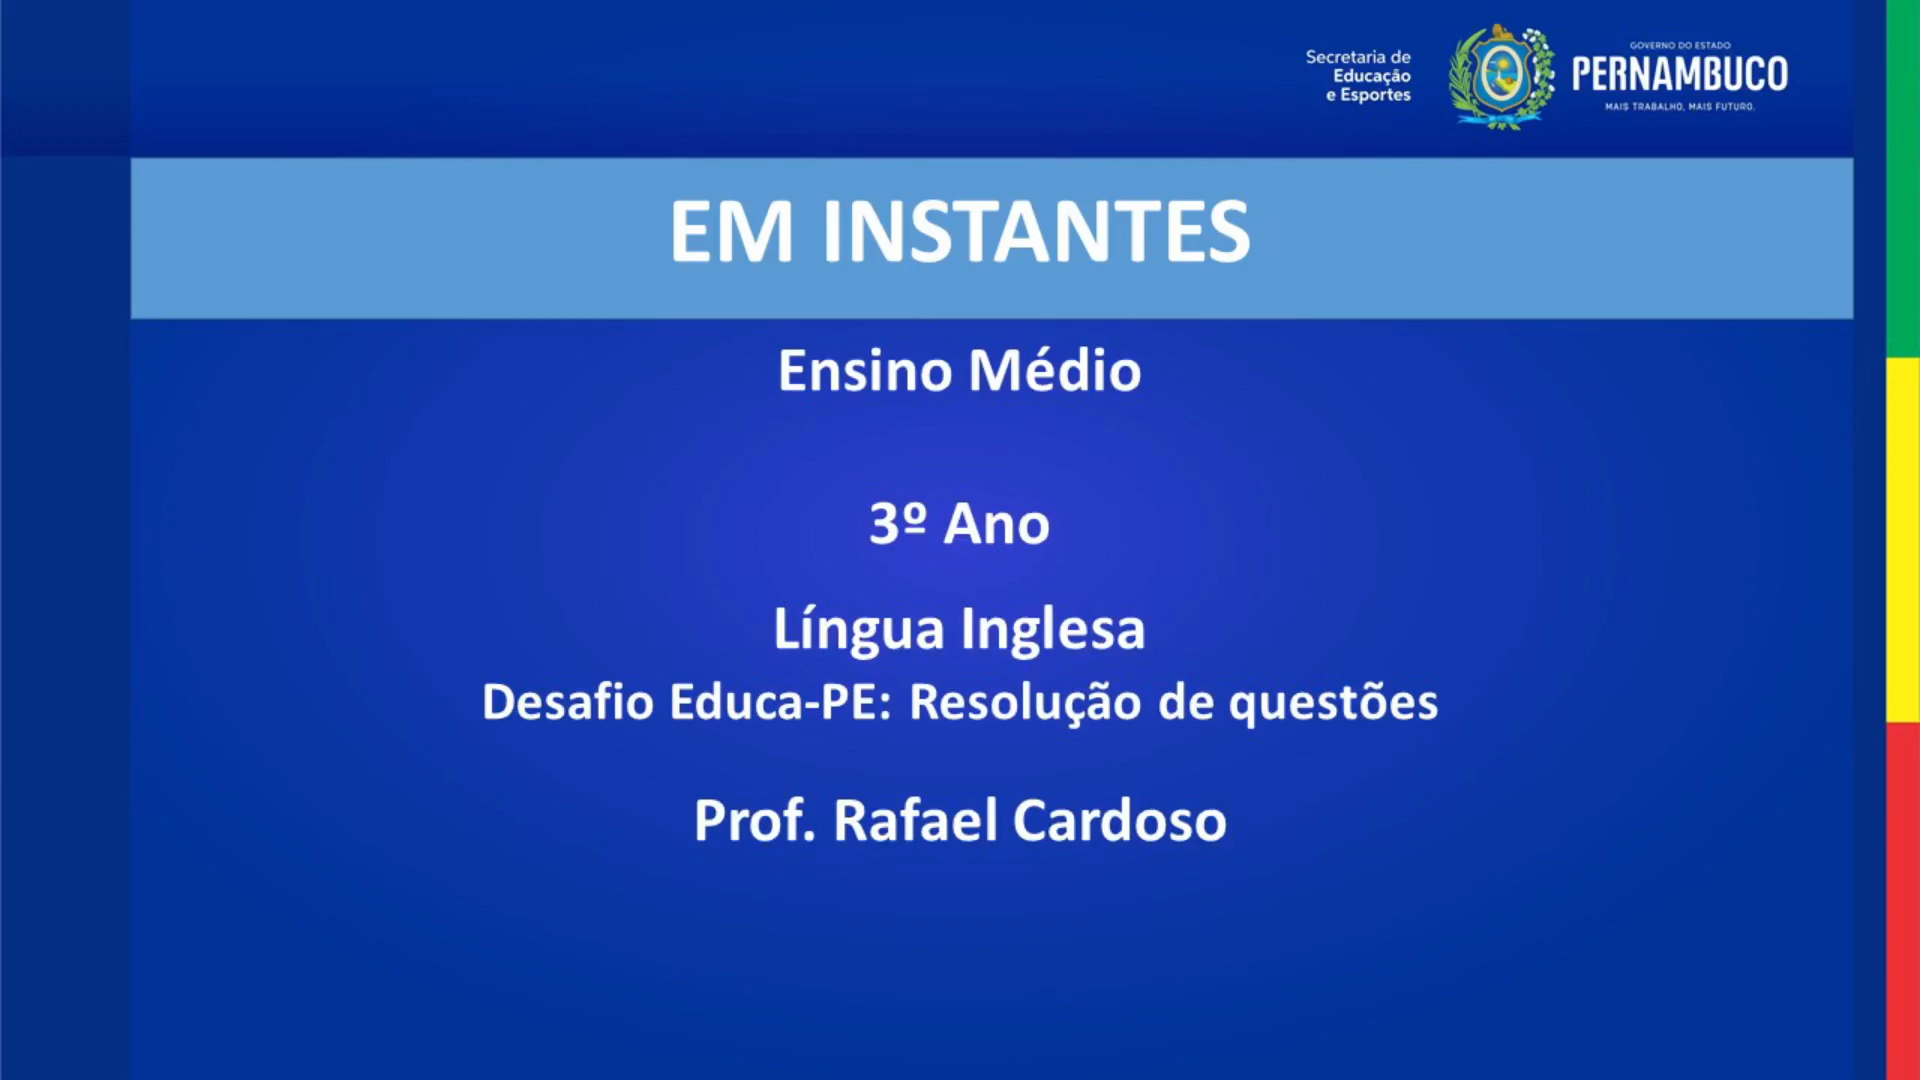 Secretaria de
Educação
e Esportes
GOVERNO DO ESTADO
PERNAMBUCO
MAIS TRABALHO, MAIS FUTURO.
EM INSTANTES
Ensino Médio
3º Ano
Língua Inglesa
Desafio Educa-PE: Resolução de questões
Prof. Rafael Cardoso